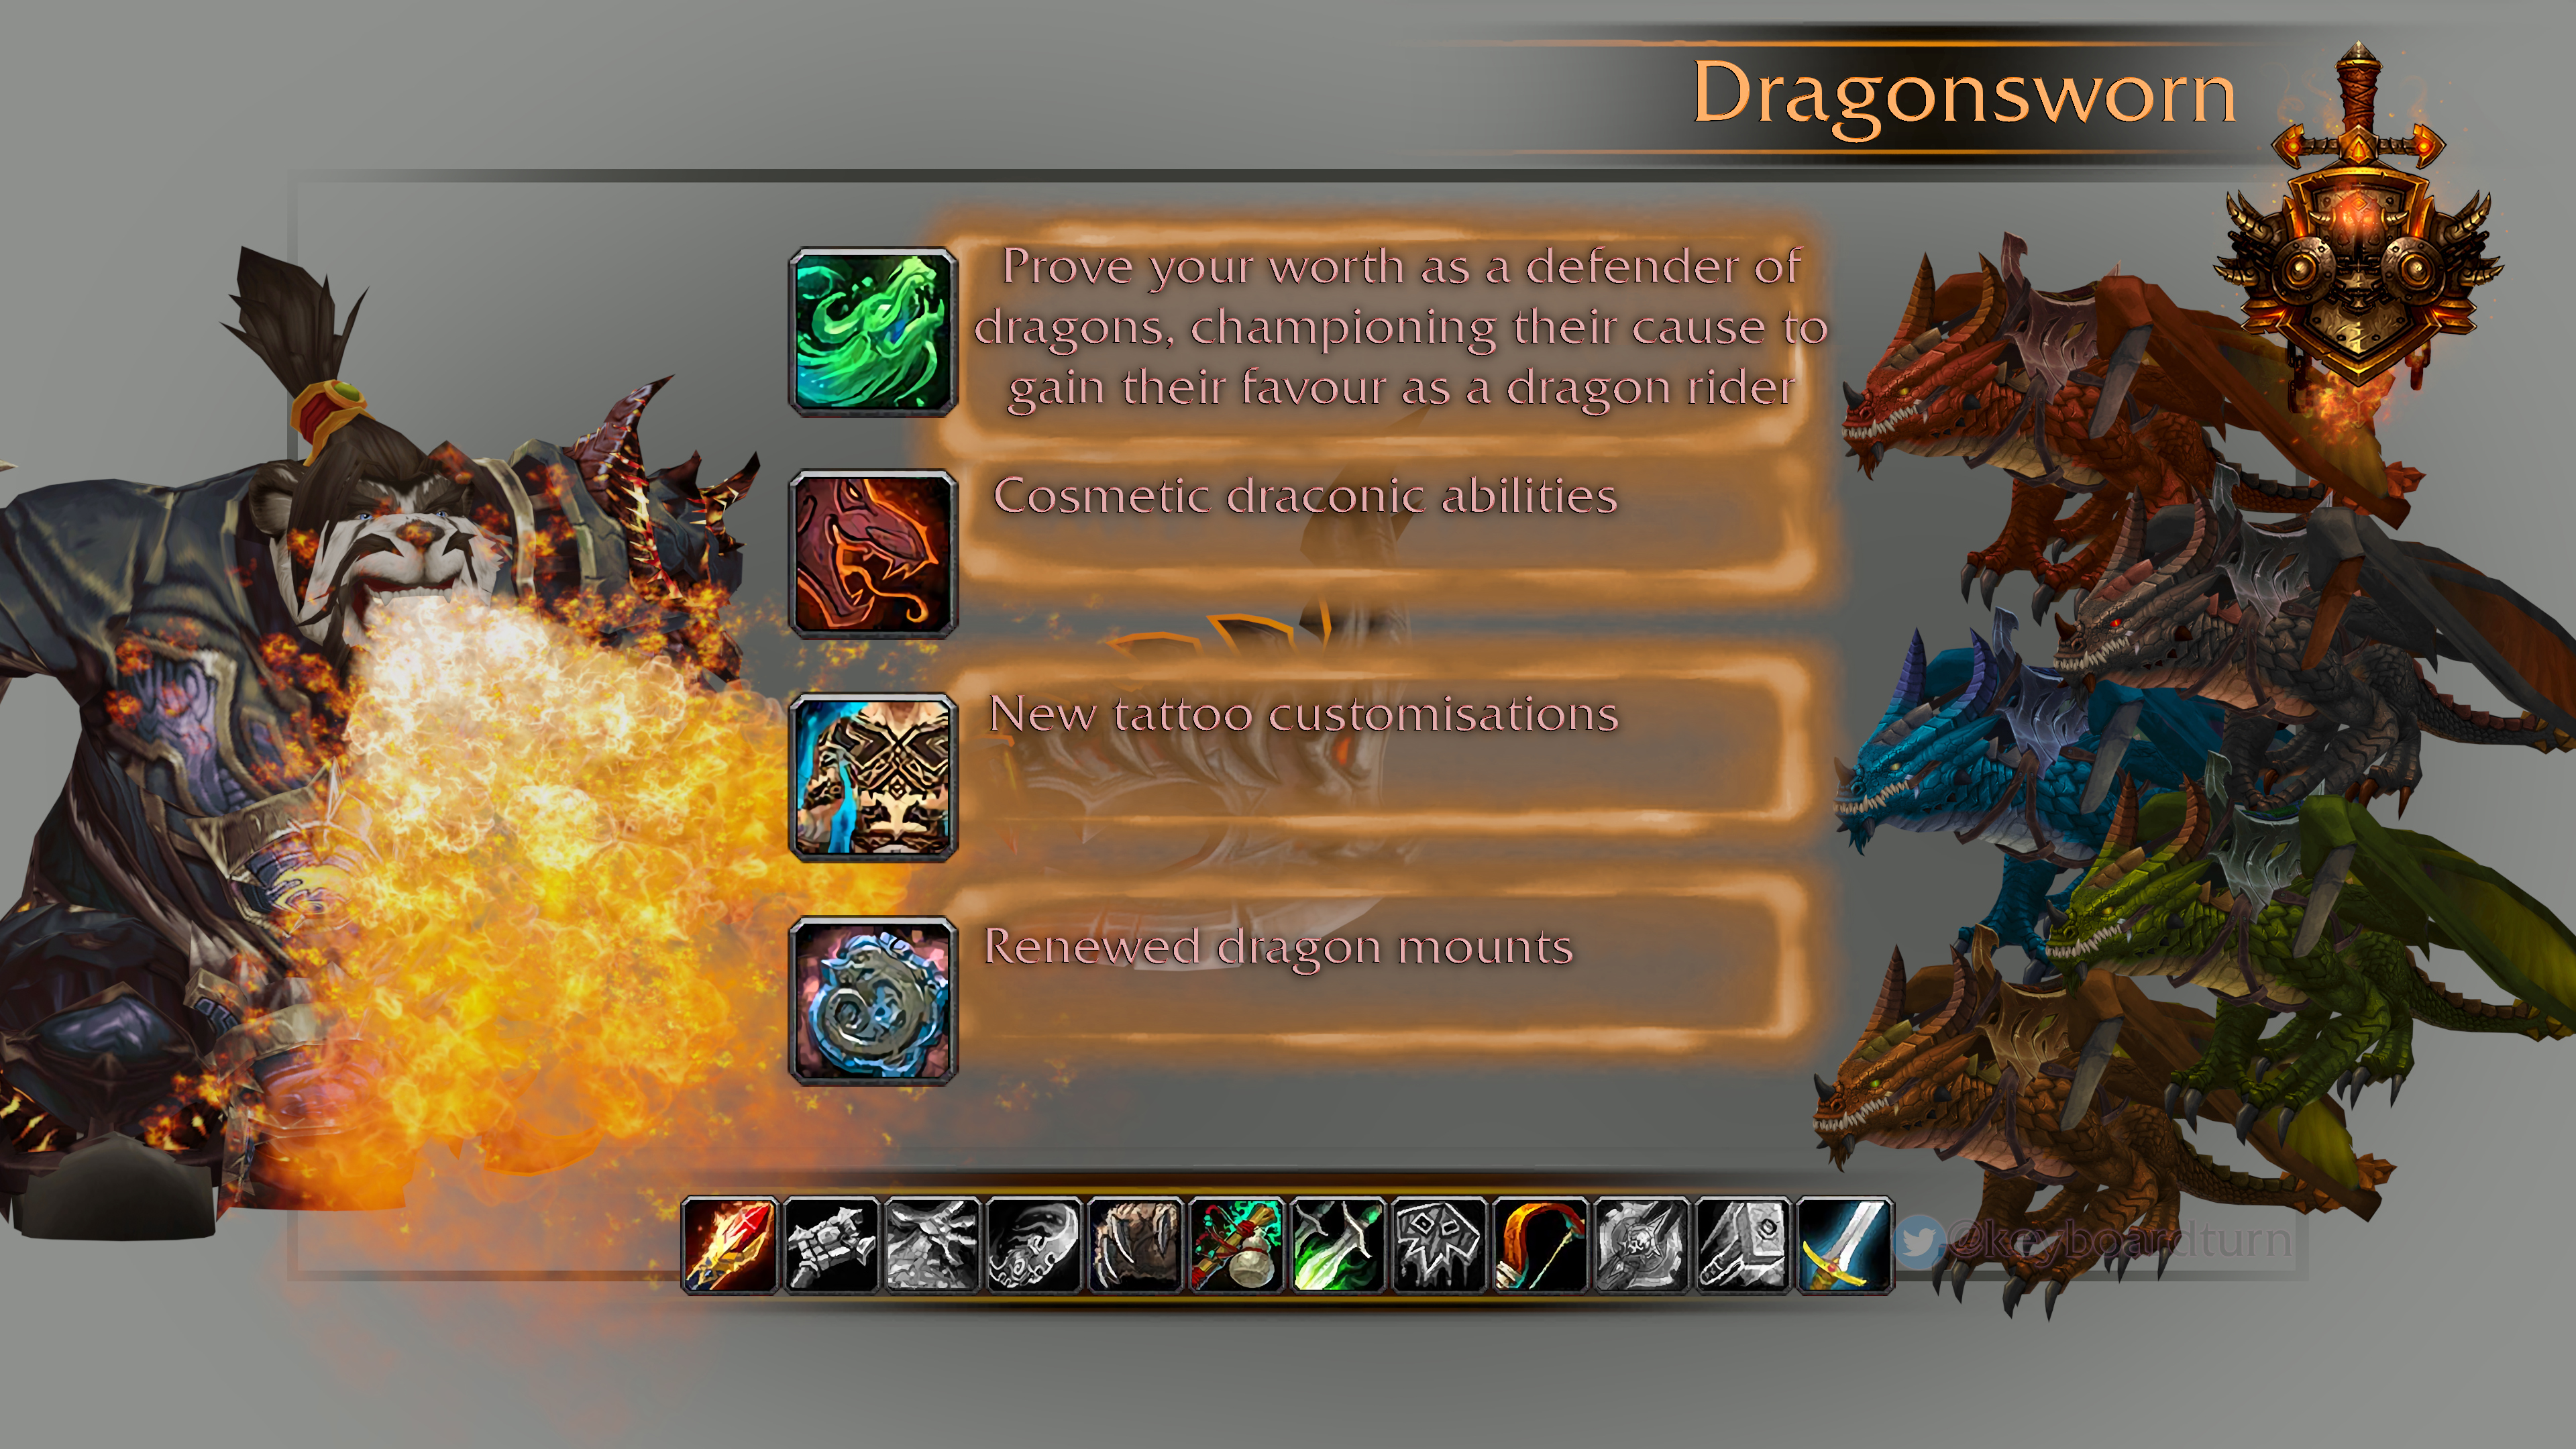 Dragonsworn
Prove your worth as a defender of
dragons, championing their cause to
gain their favour as a dragon rider
Cosmetic draconic abilities
New tattoo customisations
Renewed dragon mounts
@keyboardturn